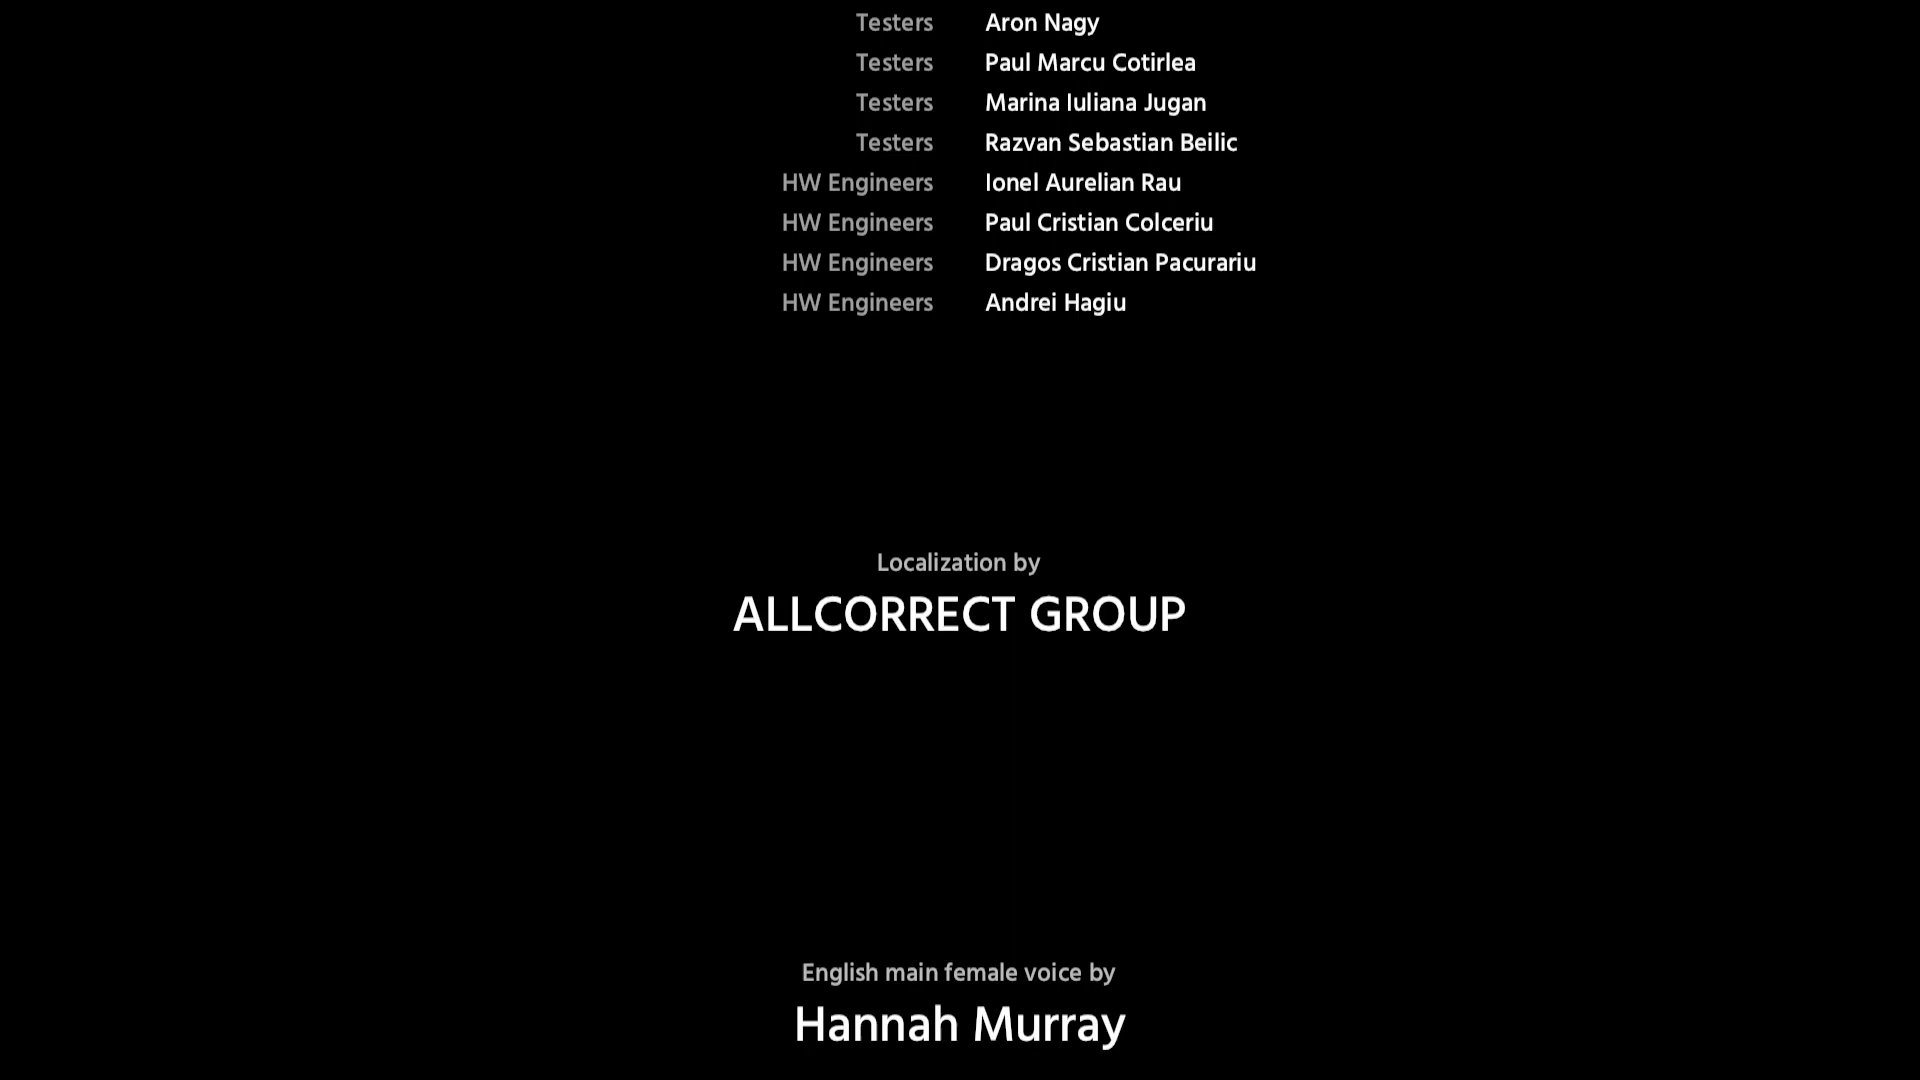 Testers Aron Nagy
Testers Paul Marcu Cotirlea
Testers Marina Iuliana Jugan
Testers Razvan Sebastian Beilic
HW Engineers Ionel Aurelian Rau
HW Engineers Paul Cristian Colceriu
HW Engineers Dragos Cristian Pacurariu
HW Engineers Andrei Hagiu
Localization by
ALLCORRECT GROUP
English main female voice by
Hannah Murray